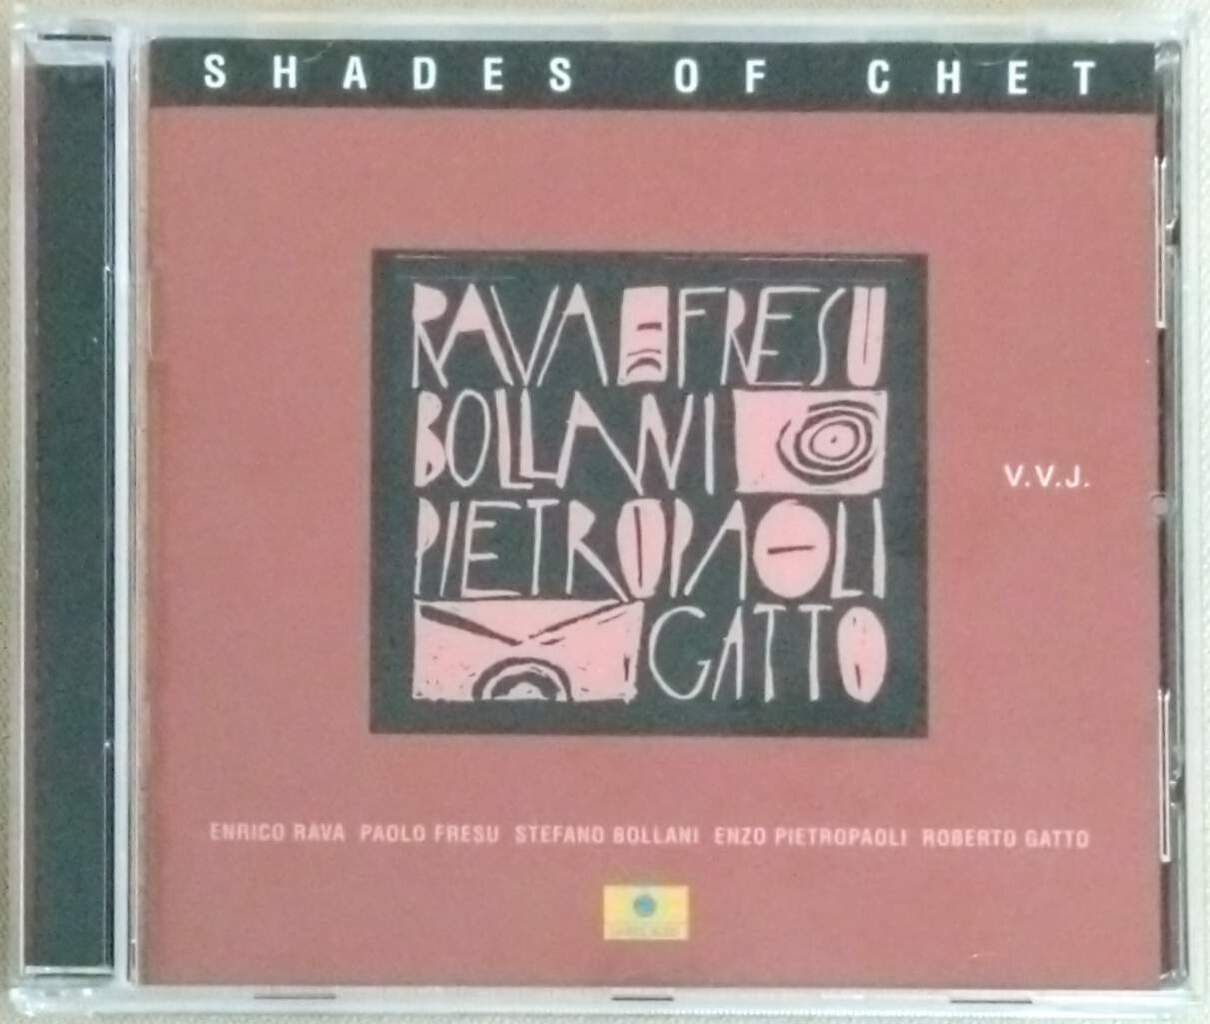 SHADES OF CHET
RAVA FRESU
BOLLANI
PIETROPAOLI
GATTO
V.V.J.
ENRICO RAVA PAOLO FRESU STEFANO BOLLANI ENZO PIETROPAOLI ROBERTO GATTO